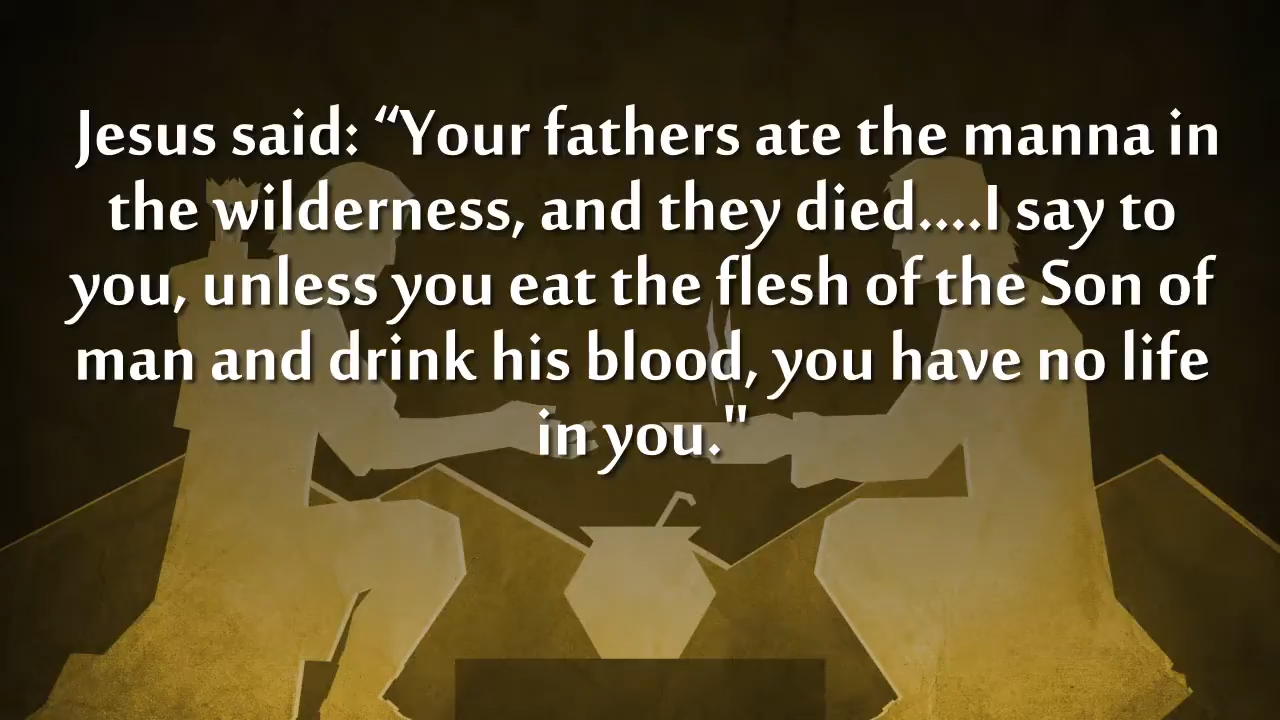 Jesus said: “Your fathers ate the manna in
the wilderness, and they died....I say to
you, unless you eat the flesh of the Son of
man and drink his blood, you have no life
in you."